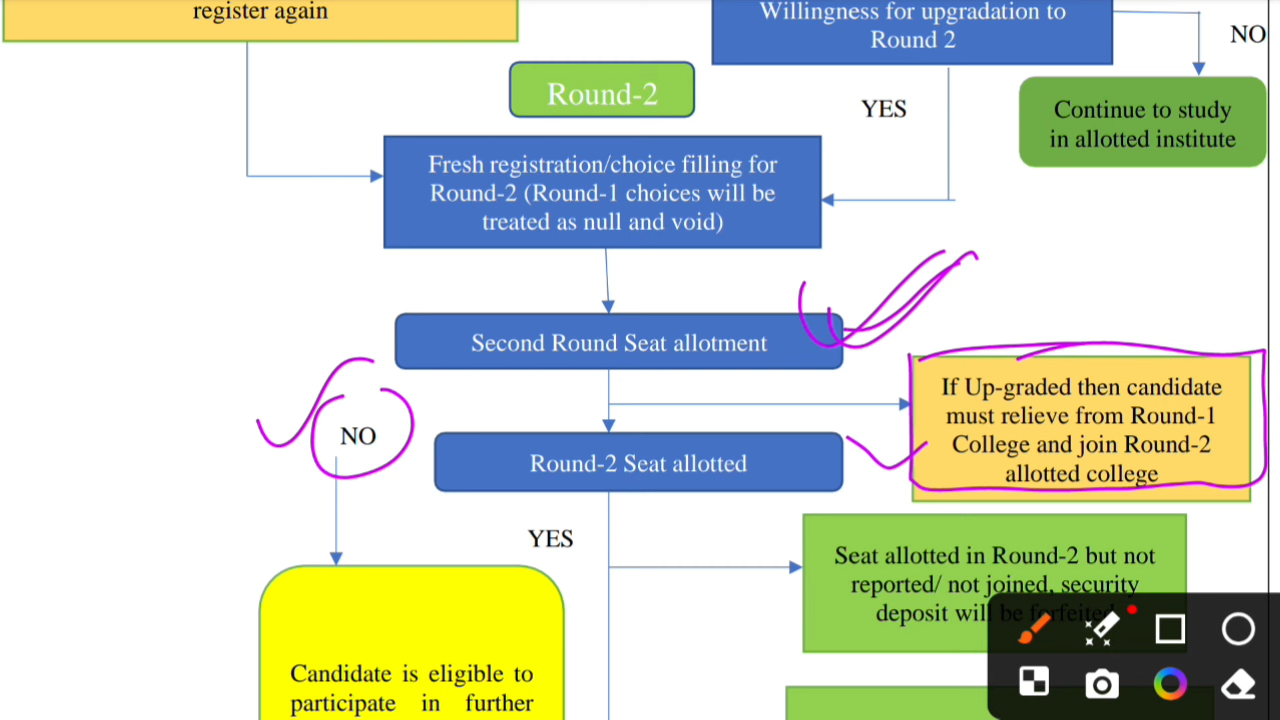 register again
Willingness for upgradation to
Round 2
NO
Round-2
YES
Continue to study
in allotted institute
Fresh registration/choice filling for
Round-2 (Round-1 choices will be
treated as null and void)
Second Round Seat allotment
If Up-graded then candidate
must relieve from Round-1
College and join Round-2
allotted college
NO
Round-2 Seat allotted
YES
Seat allotted in Round-2 but not
reported/ not joined, security
deposit will be forfeited
Candidate is eligible to
participate in further